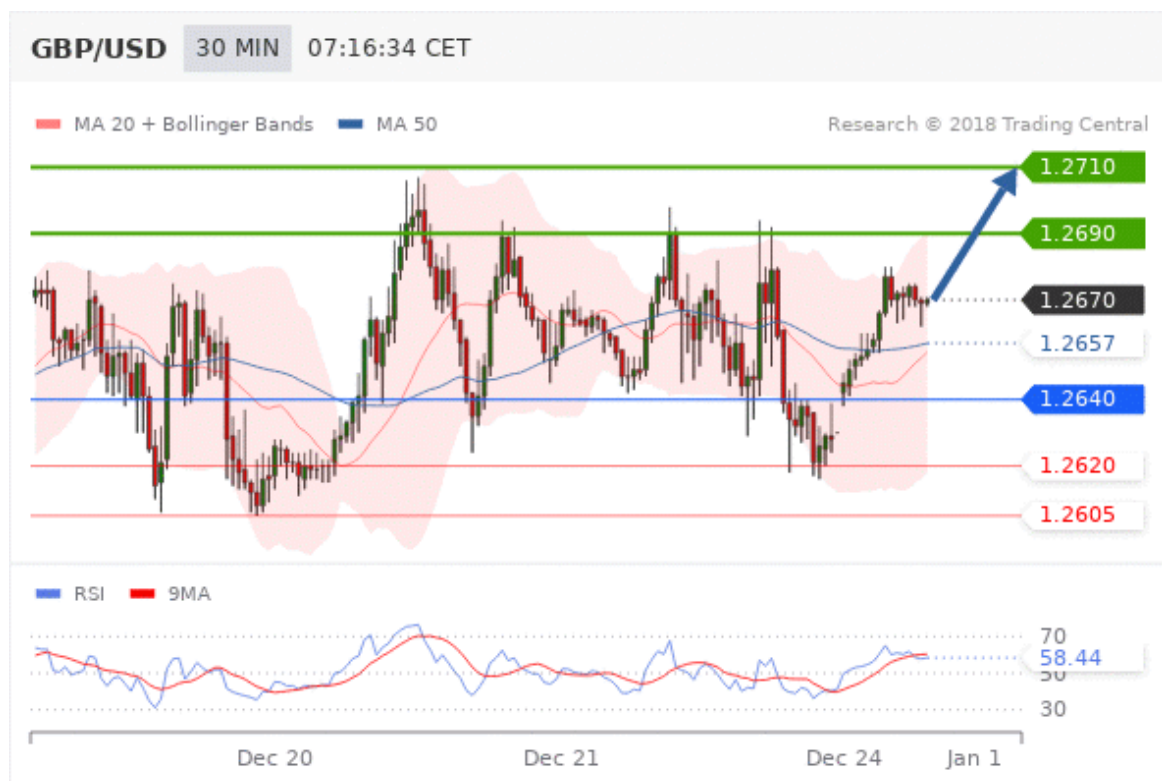 GBP/USD 30 MIN 07:16:34 CET
MA 20 + Bollinger Bands MA 50 Research © 2018 Trading Central
1.2710
1.2690
1.2670
1.2657
1.2640
1.2620
1.2605
RSI 9MA
70
58.44
50
30
Dec 20 Dec 21 Dec 24 Jan 1